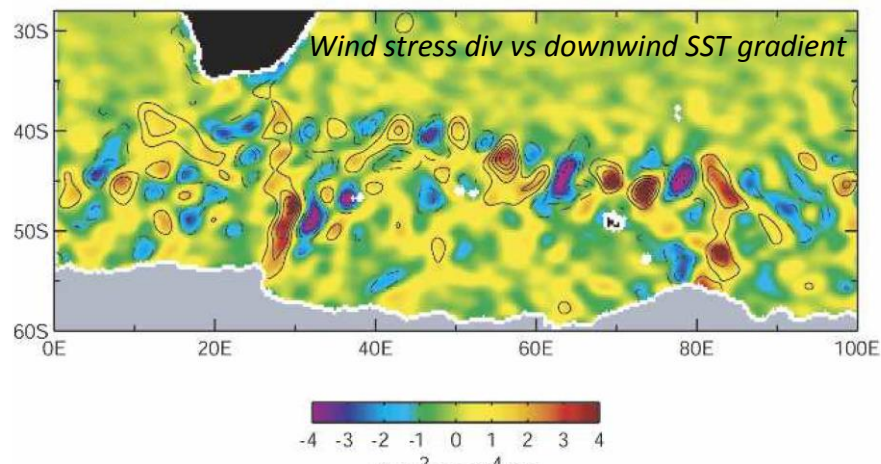 Wind stress div vs downwind SST gradient
30S
40S
50S
60S
0E 20E 40E 60E 80E 100E
-4 -3 -2 -1 0 1 2 3 4